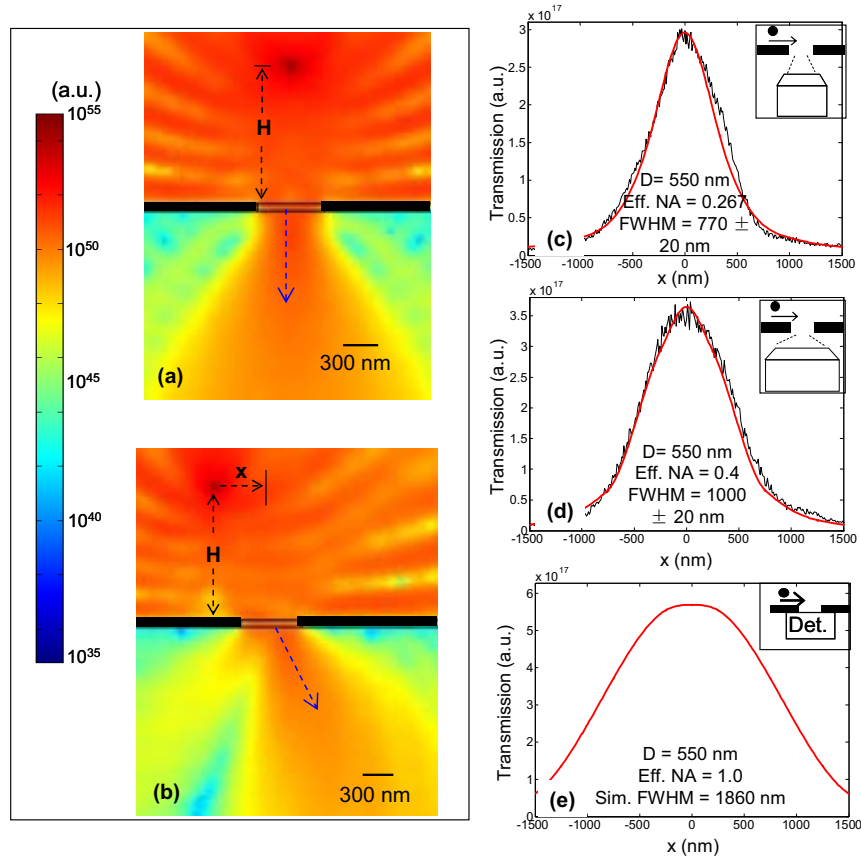 (a.u.)
10^55
10^50
10^45
10^40
10^35
H
300 nm
(a)
x
H
300 nm
(b)
x 10^17
3
2.5
2
1.5
1
0.5
0
Transmission (a.u.)
D= 550 nm
Eff. NA = 0.267
FWHM = 770 ±
20 nm
(c)
-1500 -1000 -500 0 500 1000 1500
x (nm)
x 10^17
3.5
3
2.5
2
1.5
1
0.5
0
Transmission (a.u.)
D= 550 nm
Eff. NA = 0.4
FWHM = 1000
± 20 nm
(d)
-1500 -1000 -500 0 500 1000 1500
x (nm)
x 10^17
6
5
4
3
2
1
0
Transmission (a.u.)
Det.
D = 550 nm
Eff. NA = 1.0
Sim. FWHM = 1860 nm
(e)
-1500 -1000 -500 0 500 1000 1500
x (nm)